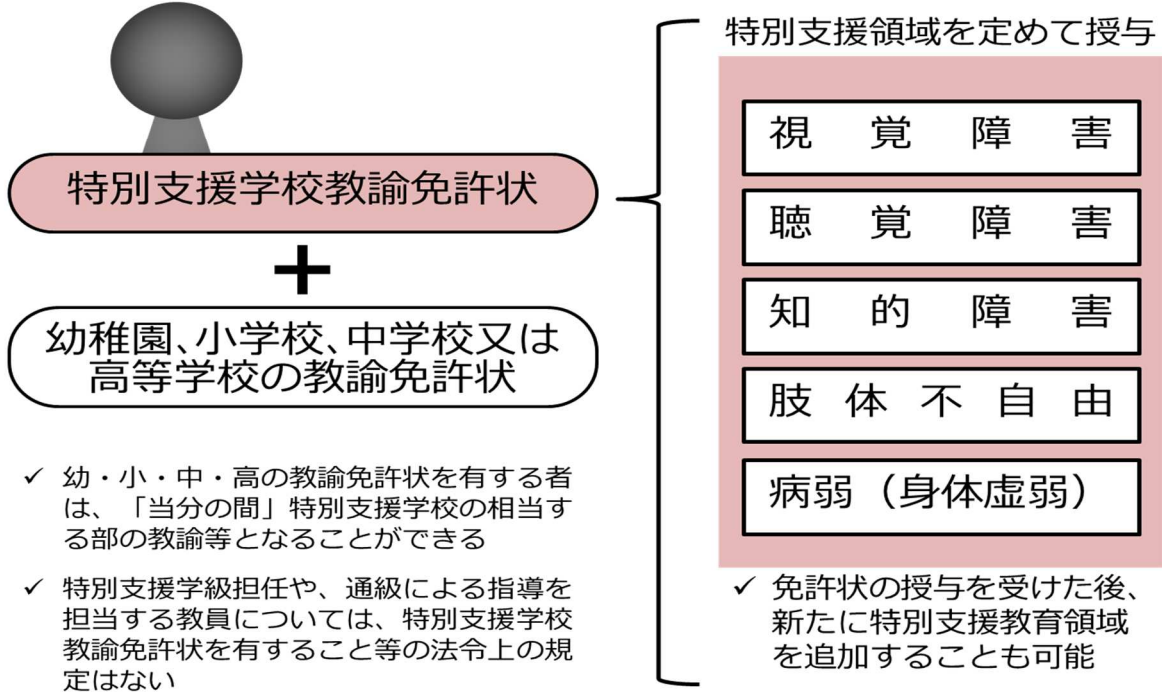 特別支援学校教諭免許状
＋
幼稚園、小学校、中学校又は
高等学校の教諭免許状
✓ 幼・小・中・高の教諭免許状を有する者
は、「当分の間」特別支援学校の相当す
る部の教諭等となることができる
✓ 特別支援学級担任や、通級による指導を
担当する教員については、特別支援学校
教諭免許状を有すること等の法令上の規
定はない
特別支援領域を定めて授与
視覚障害
聴覚障害
知的障害
肢体不自由
病弱（身体虚弱）
✓ 免許状の授与を受けた後、
新たに特別支援教育領域
を追加することも可能